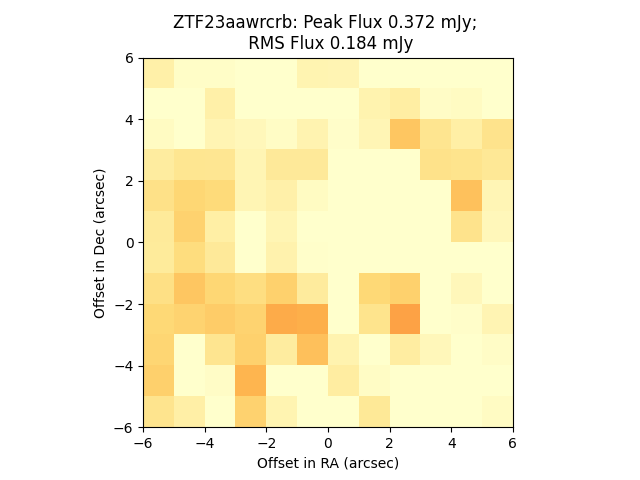 ZTF23aawrcrb: Peak Flux 0.372 mJy;
RMS Flux 0.184 mJy
6
4
2
0
−2
−4
−6
Offset in Dec (arcsec)
−6 −4 −2 0 2 4 6
Offset in RA (arcsec)